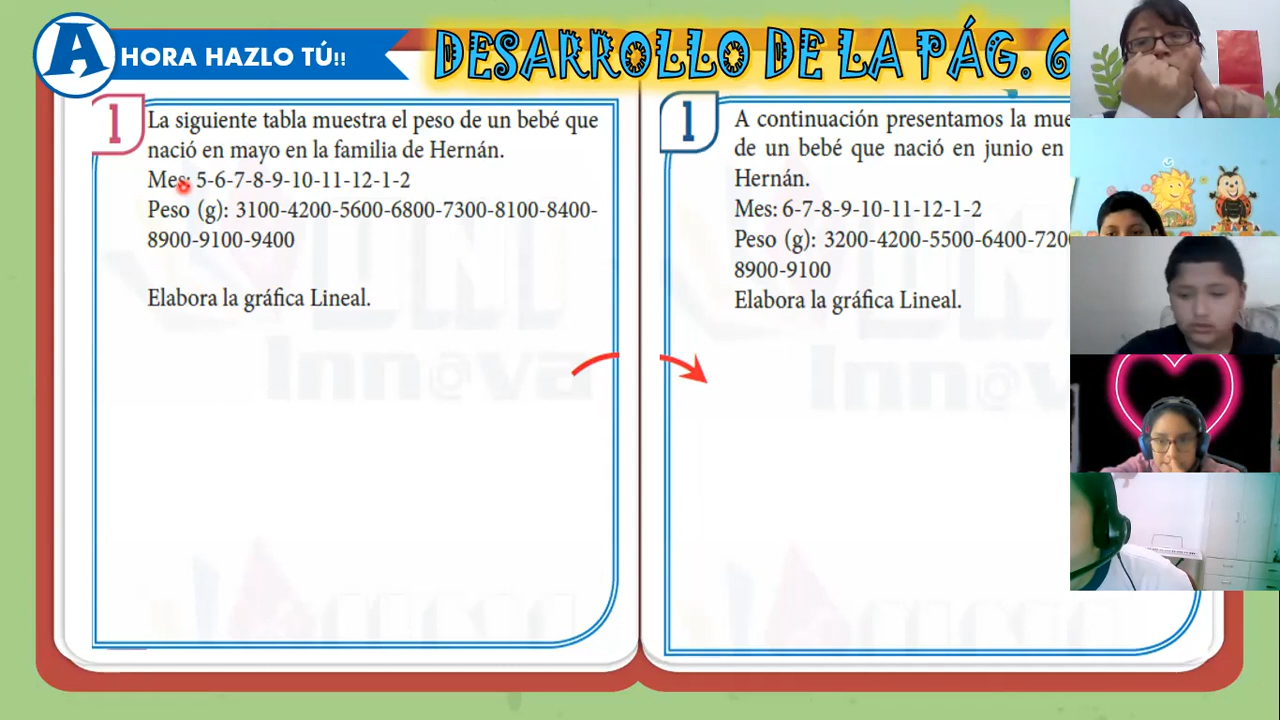 AHORA HAZLO TÚ!!
DESARROLLO DE LA PÁG. 6
1
La siguiente tabla muestra el peso de un bebé que
nació en mayo en la familia de Hernán.
Mes: 5-6-7-8-9-10-11-12-1-2
Peso (g): 3100-4200-5600-6800-7300-8100-8400-
8900-9100-9400
Elabora la gráfica Lineal.
Inn@va
1
A continuación presentamos la
de un bebé que nació en junio en
Hernán.
Mes: 6-7-8-9-10-11-12-1-2
Peso (g): 3200-4200-5500-6400-720
8900-9100
Elabora la gráfica Lineal.
Inn@v